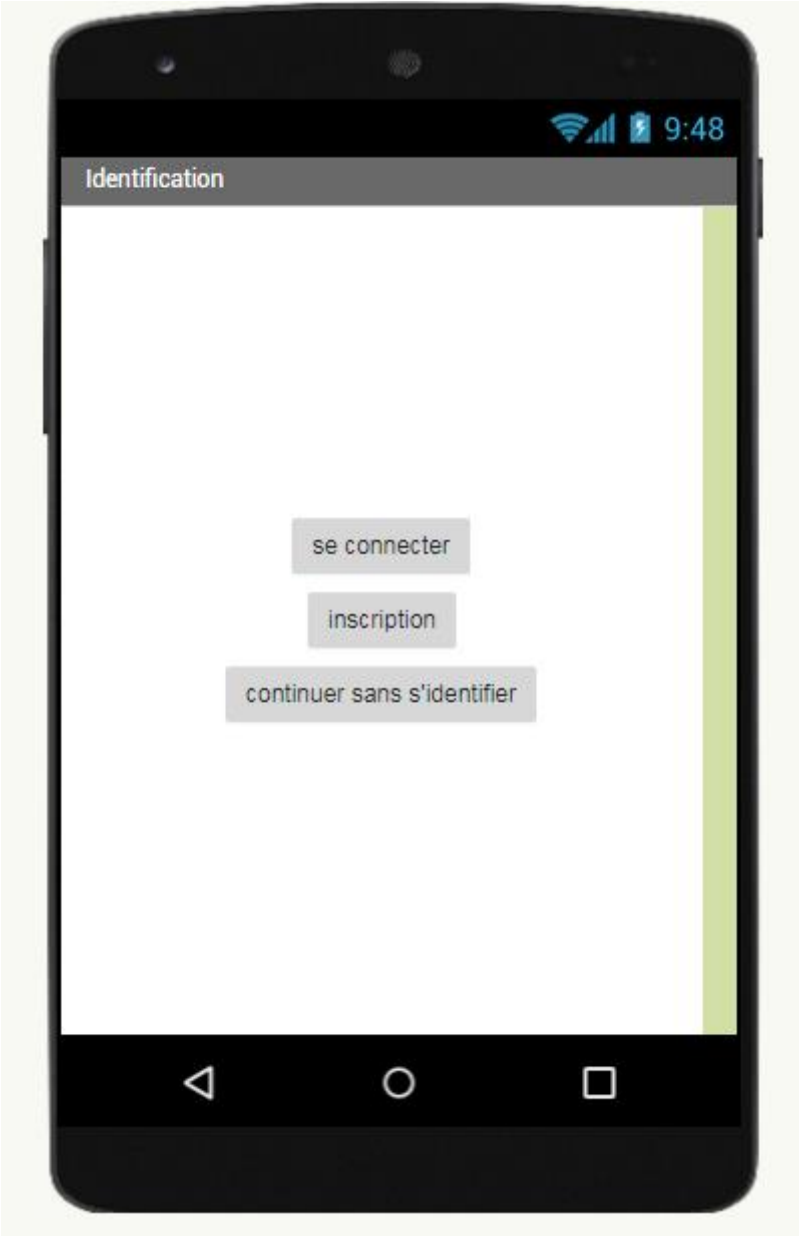 9:48
Identification
se connecter
inscription
continuer sans s'identifier